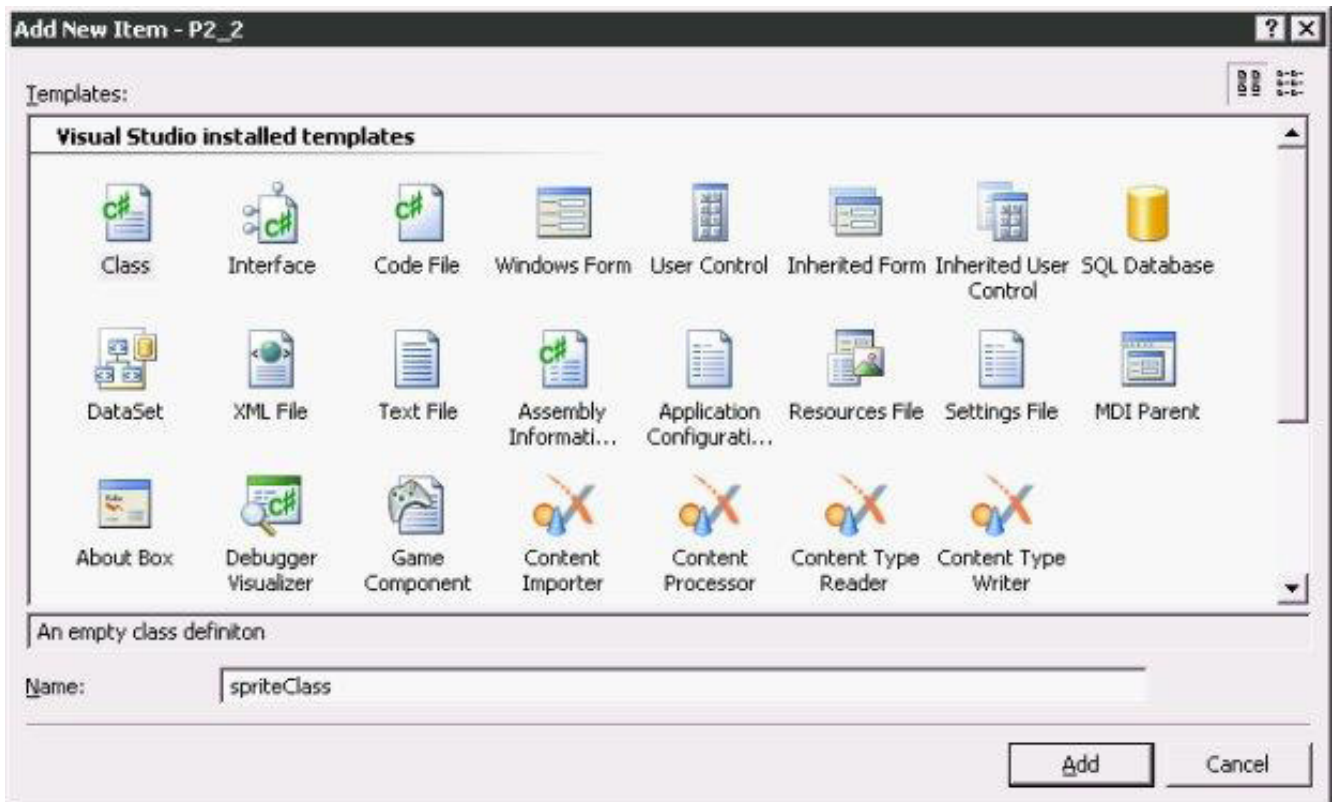 Add New Item - P2_2
Templates:
Visual Studio installed templates
Class
Interface
Code File
Windows Form
User Control
Inherited Form
Inherited User
Control
SQL Database
DataSet
XML File
Text File
Assembly
Informati...
Application
Configurati...
Resources File
Settings File
MDI Parent
About Box
Debugger
Visualizer
Game
Component
Content
Importer
Content
Processor
Content Type
Reader
Content Type
Writer
An empty class definiton
Name:
spriteClass
Add
Cancel